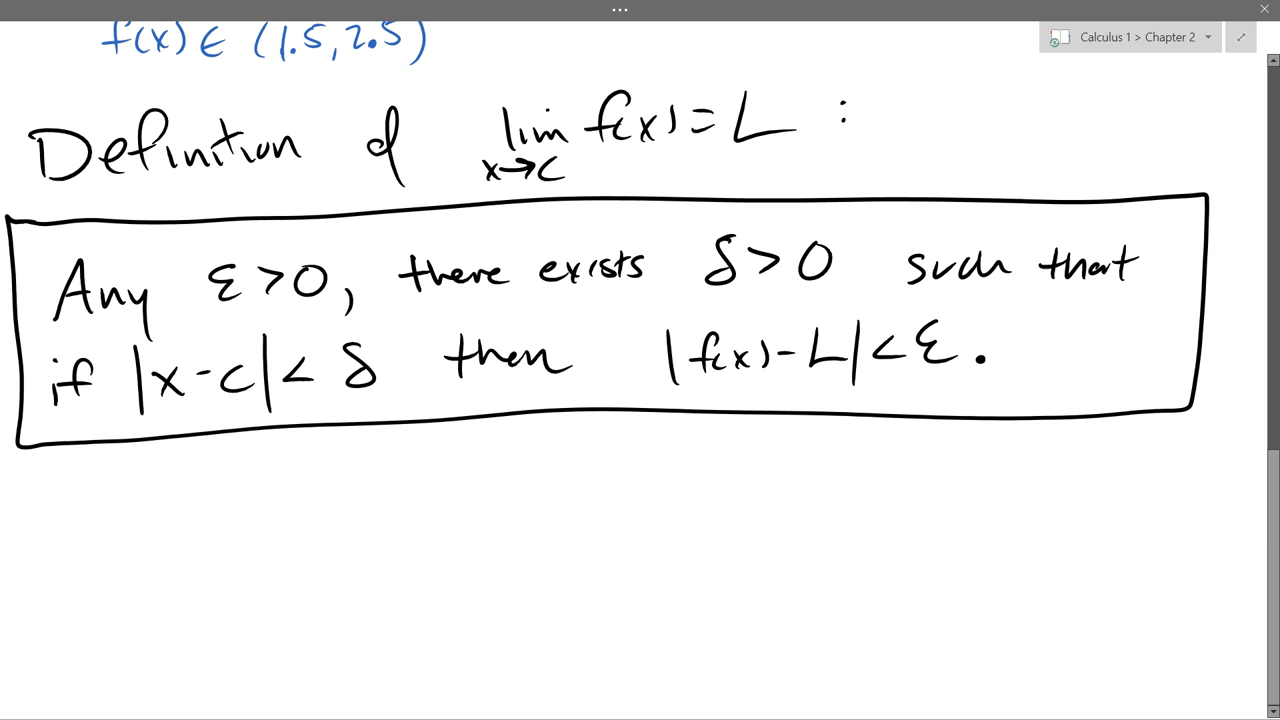 Calculus 1 > Chapter 2
f(x) ∈ (1.5, 2.5)
Definition of lim f(x) = L :
x→c
Any ε > 0, there exists δ > 0 such that
if |x - c| < δ then |f(x) - L| < ε.